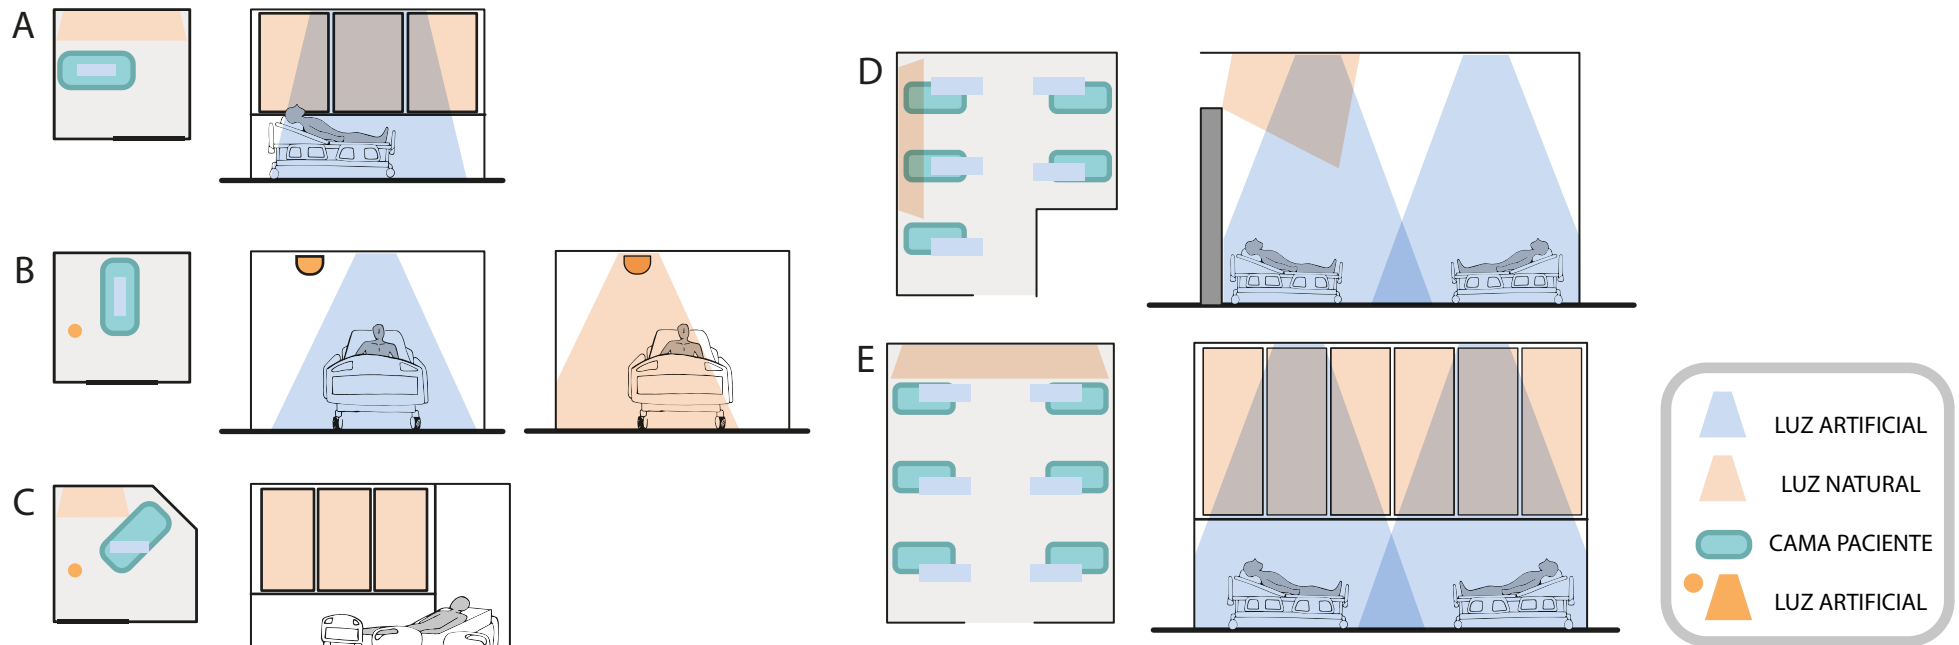 A
B
C
D
E
LUZ ARTIFICIAL
LUZ NATURAL
CAMA PACIENTE
LUZ ARTIFICIAL